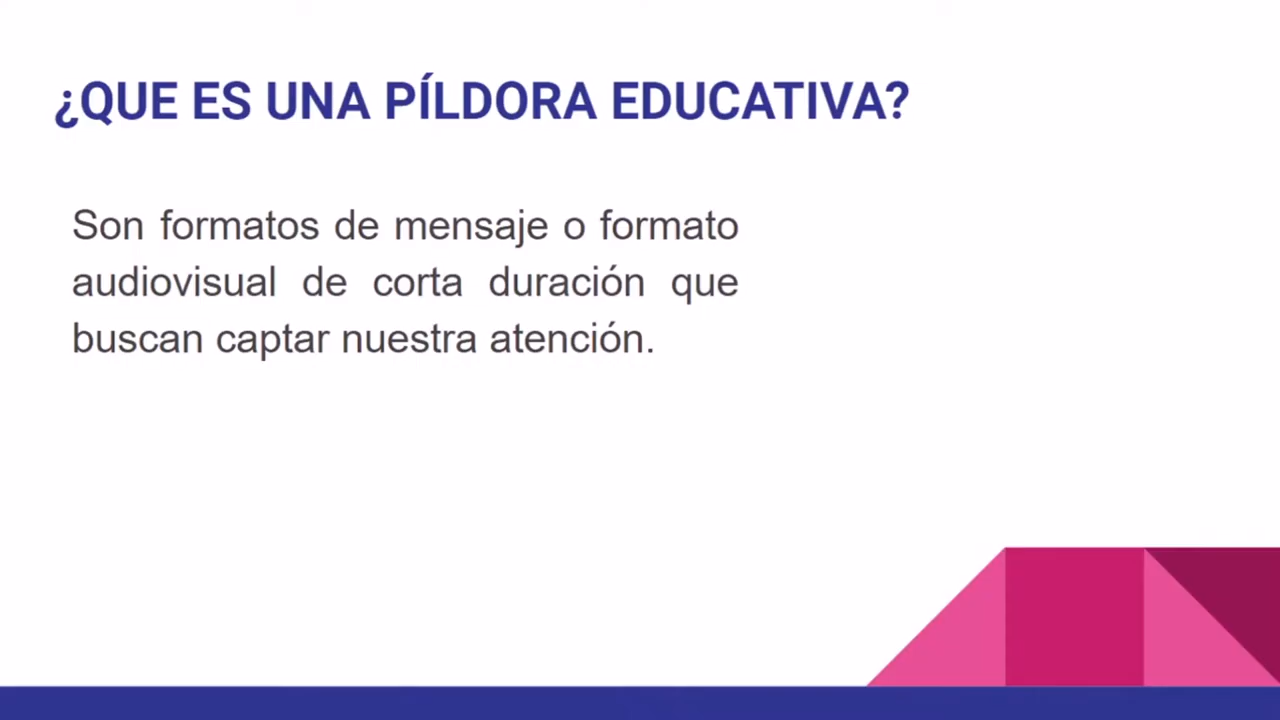 ¿QUE ES UNA PÍLDORA EDUCATIVA?
Son formatos de mensaje o formato
audiovisual de corta duración que
buscan captar nuestra atención.